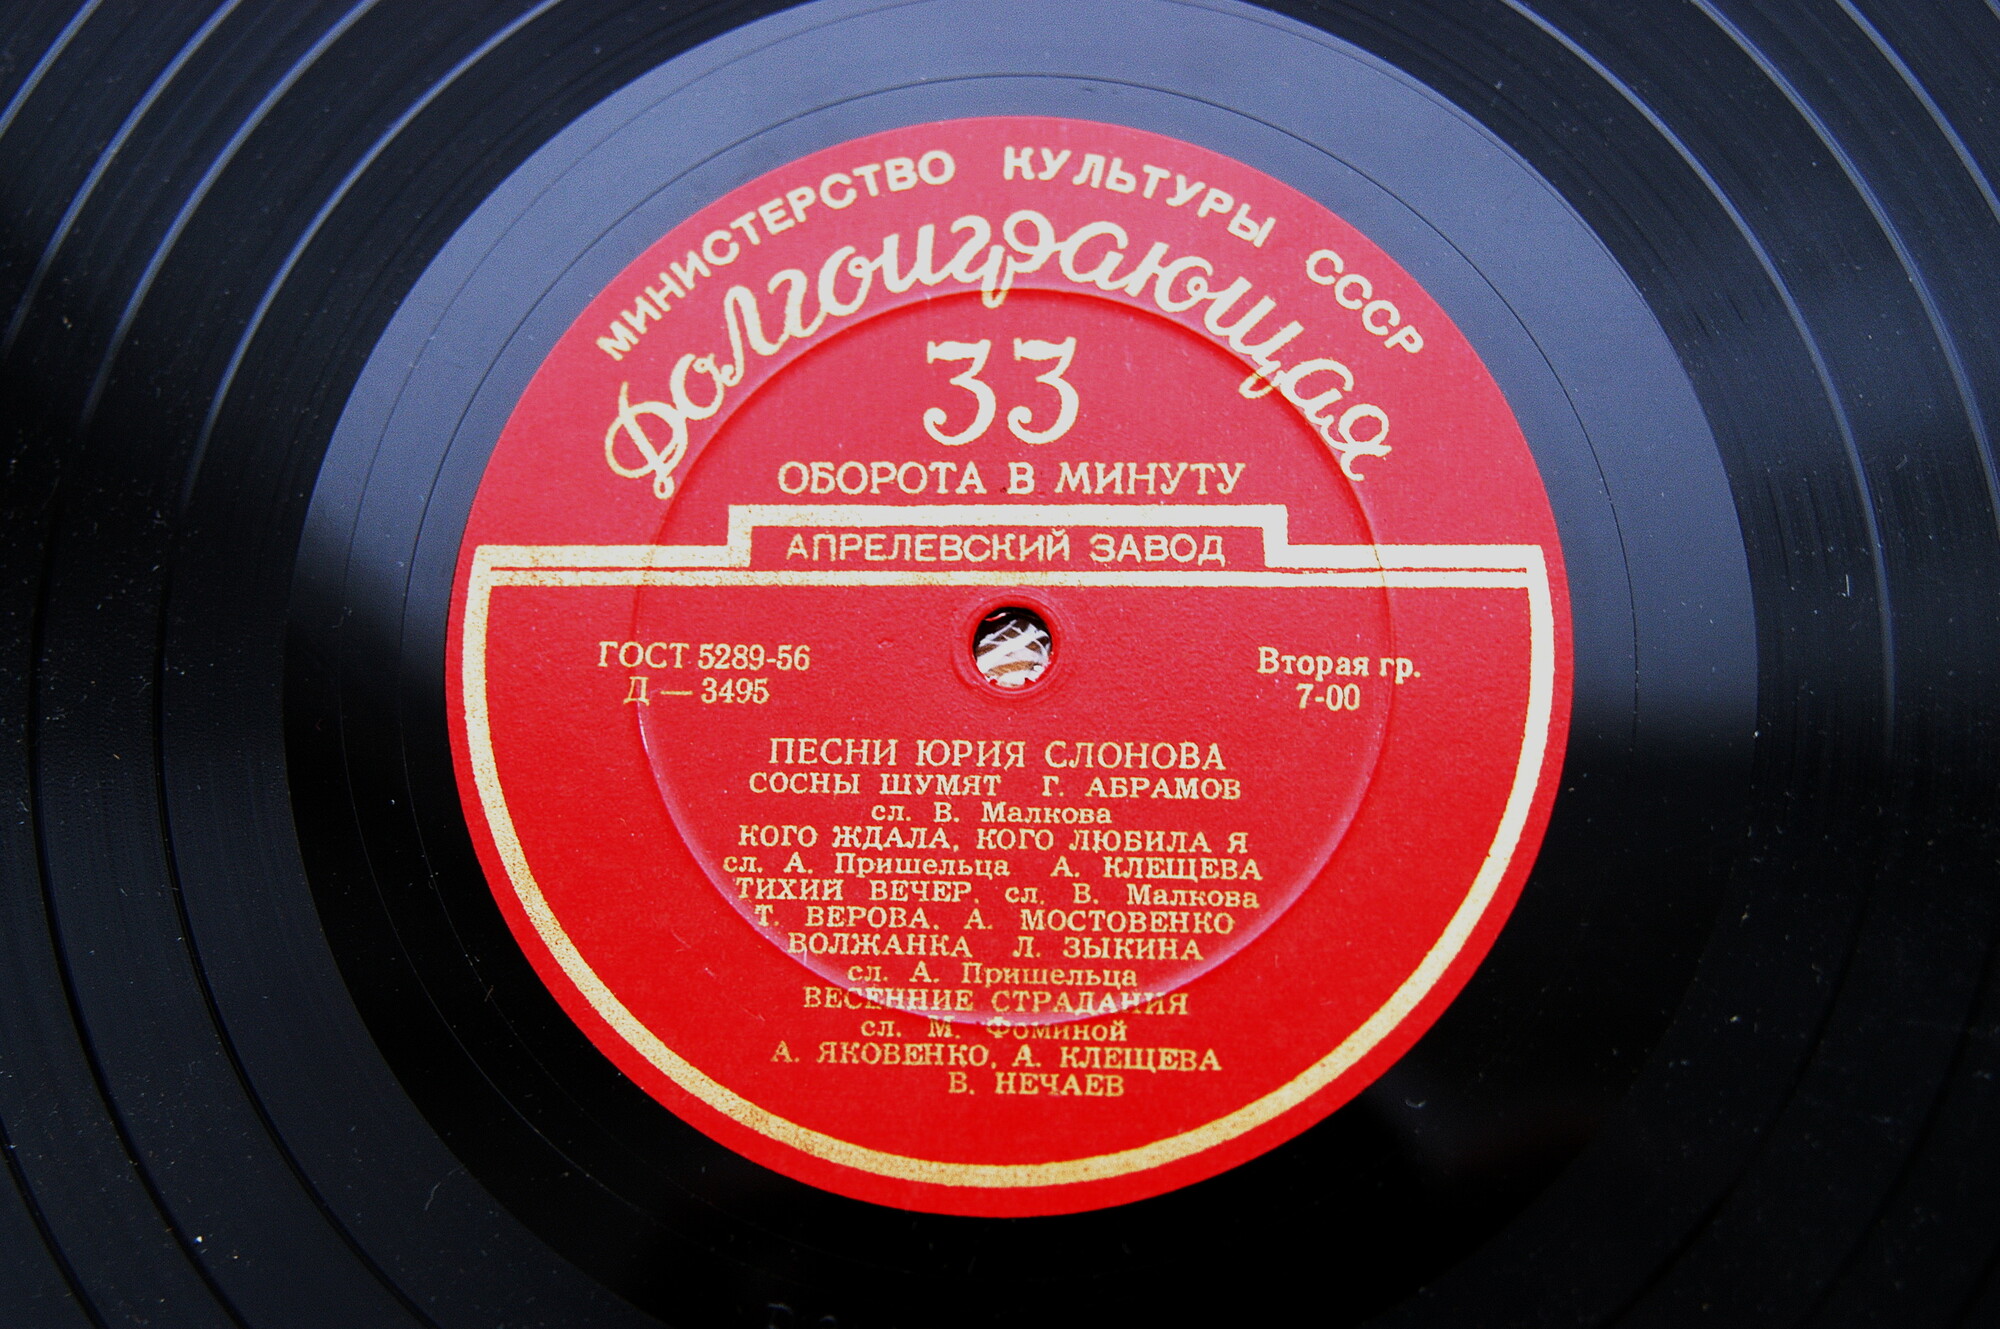 МИНИСТЕРСТВО КУЛЬТУРЫ СССР
Долгоиграющая
33
ОБОРОТА В МИНУТУ
АПРЕЛЕВСКИЙ ЗАВОД
ГОСТ 5289-56
Д — 3495
Вторая гр.
7-00
ПЕСНИ ЮРИЯ СЛОНОВА
СОСНЫ ШУМЯТ Г. АБРАМОВ
сл. В. Малкова
КОГО ЖДАЛА, КОГО ЛЮБИЛА Я
сл. А. Пришельца А. КЛЕЩЕВА
ТИХИЙ ВЕЧЕР, сл. В. Малкова
Т. ВЕРОВА, А. МОСТОВЕНКО
ВОЛЖАНКА Л. ЗЫКИНА
сл. А. Пришельца
ВЕСЕННИЕ СТРАДАНИЯ
сл. М. Фоминой
А. ЯКОВЕНКО, А. КЛЕЩЕВА
В. НЕЧАЕВ